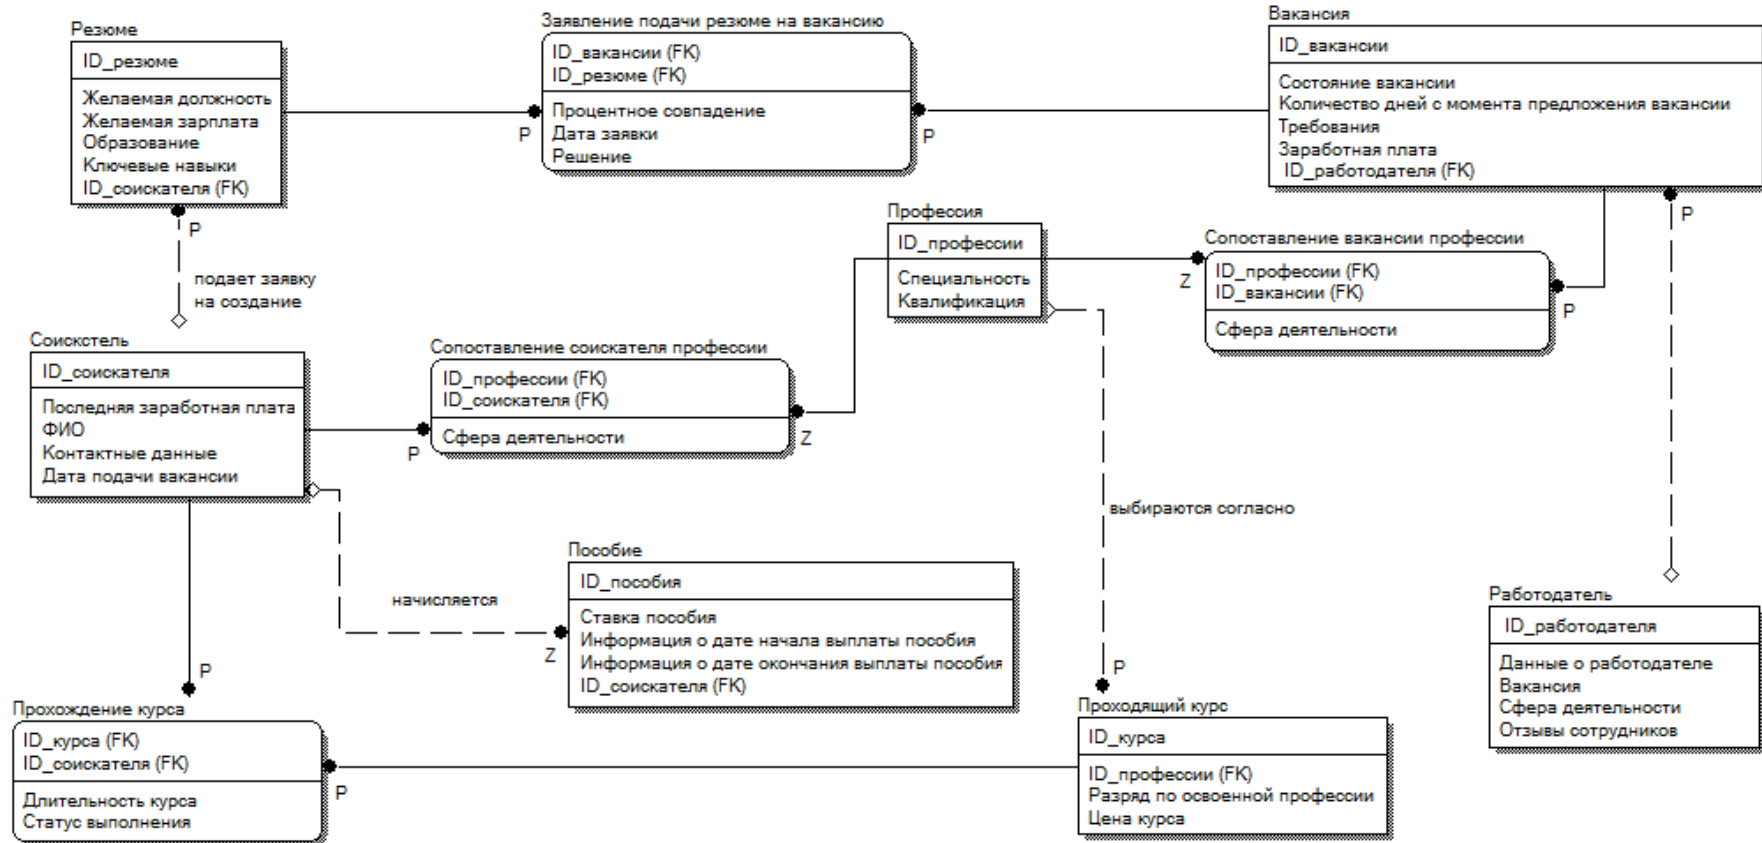 Резюме
ID_резюме
Желаемая должность
Желаемая зарплата
Образование
Ключевые навыки
ID_соискателя (FK)
P
Заявление подачи резюме на вакансию
ID_вакансии (FK)
ID_резюме (FK)
Процентное совпадение
Дата заявки
Решение
P
P
Вакансия
ID_вакансии
Состояние вакансии
Количество дней с момента предложения вакансии
Требования
Заработная плата
ID_работодателя (FK)
P
подает заявку
на создание
Профессия
ID_профессии
Специальность
Квалификация
Сопоставление вакансии профессии
ID_профессии (FK)
ID_вакансии (FK)
Сфера деятельности
Z
P
Соискстель
ID_соискателя
Последняя заработная плата
ФИО
Контактные данные
Дата подачи вакансии
Сопоставление соискателя профессии
ID_профессии (FK)
ID_соискателя (FK)
Сфера деятельности
P
Z
выбираются согласно
P
начисляется
Z
Пособие
ID_пособия
Ставка пособия
Информация о дате начала выплаты пособия
Информация о дате окончания выплаты пособия
ID_соискателя (FK)
Работодатель
ID_работодателя
Данные о работодателе
Вакансия
Сфера деятельности
Отзывы сотрудников
P
Прохождение курса
ID_курса (FK)
ID_соискателя (FK)
Длительность курса
Статус выполнения
P
Проходящий курс
ID_курса
ID_профессии (FK)
Разряд по освоенной профессии
Цена курса